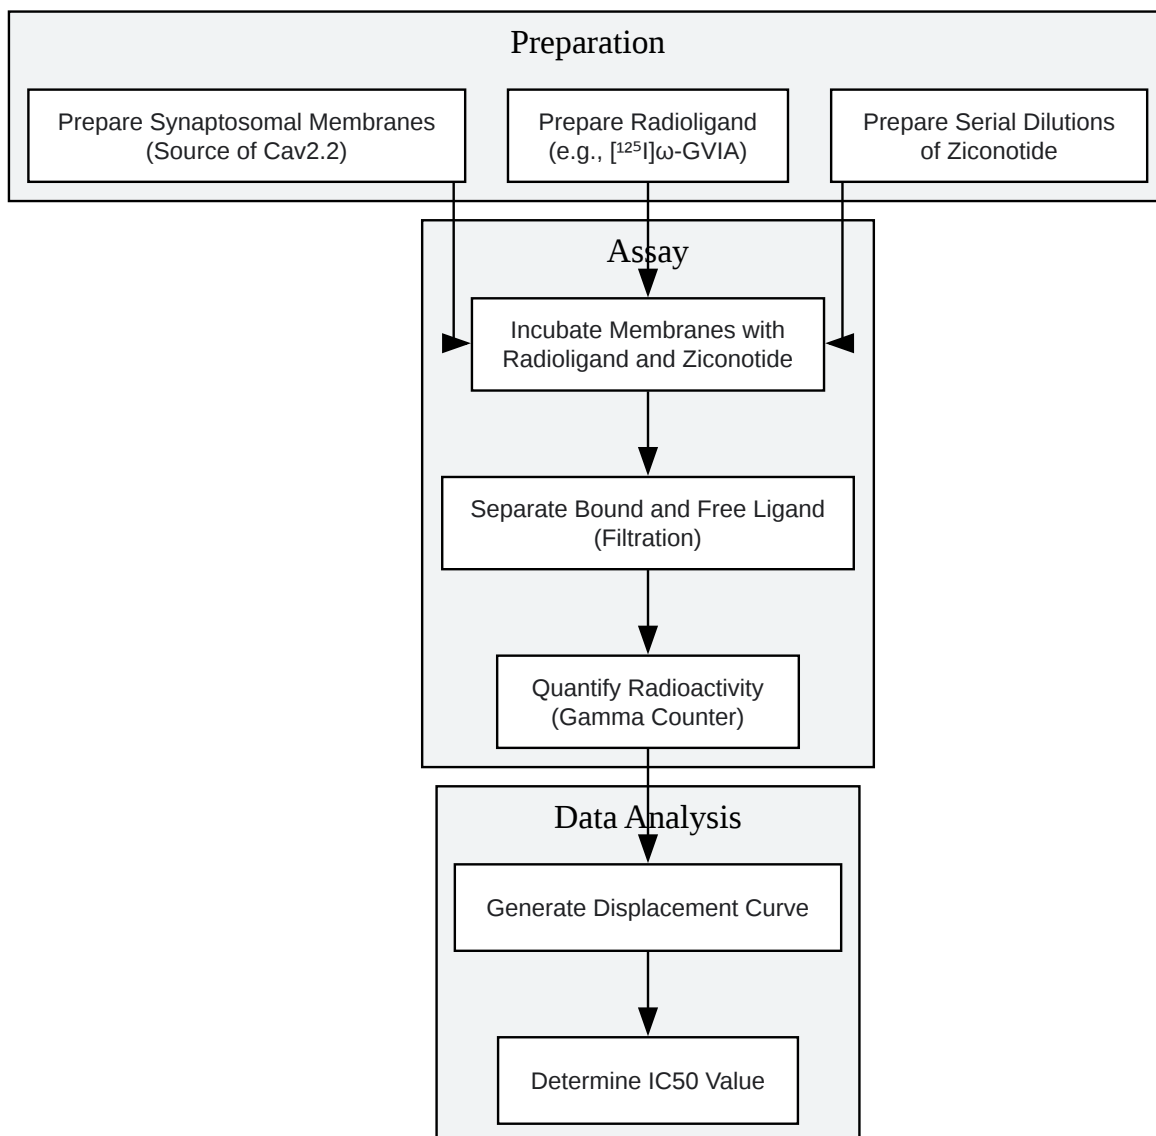 Preparation
Prepare Synaptosomal Membranes
(Source of Cav2.2)
Prepare Radioligand
(e.g., [¹²⁵I]ω-GVIA)
Prepare Serial Dilutions
of Ziconotide
Assay
Incubate Membranes with
Radioligand and Ziconotide
Separate Bound and Free Ligand
(Filtration)
Quantify Radioactivity
(Gamma Counter)
Data Analysis
Generate Displacement Curve
Determine IC50 Value